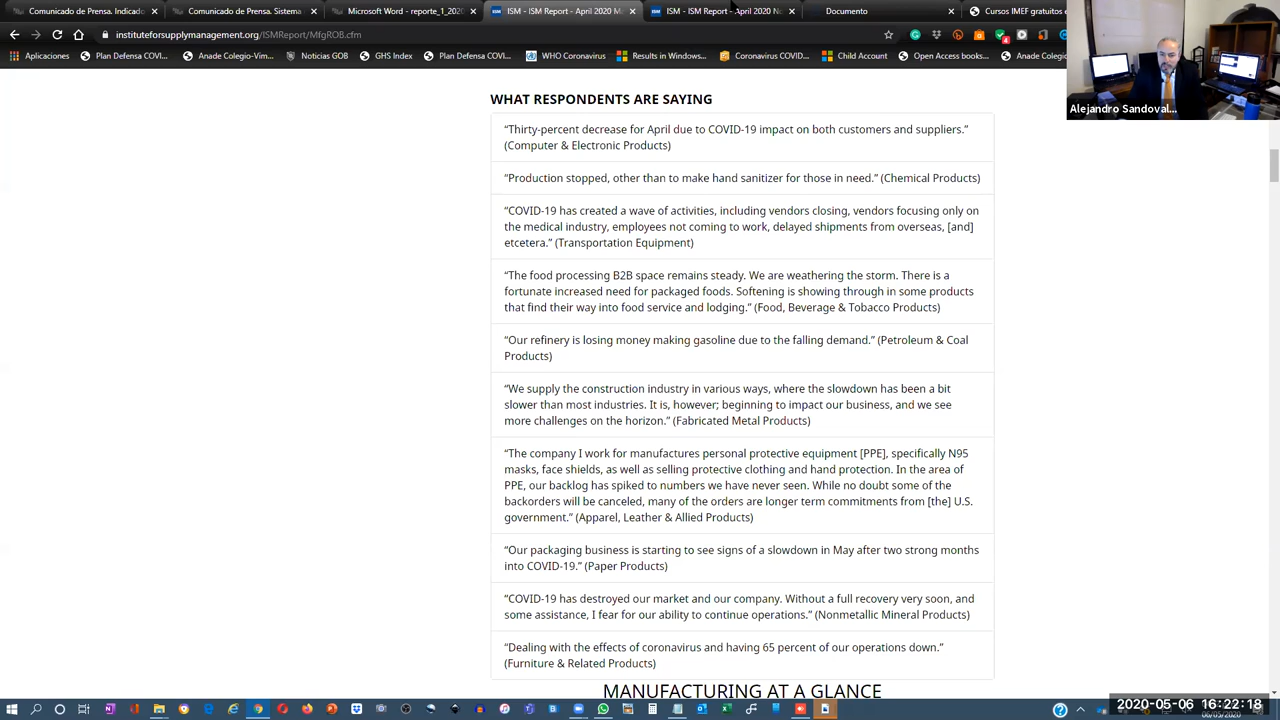 Comunicado de Prensa. Indicado
Comunicado de Prensa. Sistema
Microsoft Word - reporte_1_2020
ISM - ISM Report - April 2020 M
ISM - ISM Report - April 2020 N
Documento
Cursos IMEF gratuitos
instituteforsupplymanagement.org/ISMReport/MfgROB.cfm
Aplicaciones
Plan Defensa COVI...
Anade Colegio-Vim...
Noticias GOB
GHS Index
Plan Defensa COVI...
WHO Coronavirus
Results in Windows...
Coronavirus COVID...
Child Account
Open Access books...
Anade Colegio
Alejandro Sandoval...
WHAT RESPONDENTS ARE SAYING
“Thirty-percent decrease for April due to COVID-19 impact on both customers and suppliers.”
(Computer & Electronic Products)
“Production stopped, other than to make hand sanitizer for those in need.” (Chemical Products)
“COVID-19 has created a wave of activities, including vendors closing, vendors focusing only on
the medical industry, employees not coming to work, delayed shipments from overseas, [and]
etcetera.” (Transportation Equipment)
“The food processing B2B space remains steady. We are weathering the storm. There is a
fortunate increased need for packaged foods. Softening is showing through in some products
that find their way into food service and lodging.” (Food, Beverage & Tobacco Products)
“Our refinery is losing money making gasoline due to the falling demand.” (Petroleum & Coal
Products)
“We supply the construction industry in various ways, where the slowdown has been a bit
slower than most industries. It is, however; beginning to impact our business, and we see
more challenges on the horizon.” (Fabricated Metal Products)
“The company I work for manufactures personal protective equipment [PPE], specifically N95
masks, face shields, as well as selling protective clothing and hand protection. In the area of
PPE, our backlog has spiked to numbers we have never seen. While no doubt some of the
backorders will be canceled, many of the orders are longer term commitments from [the] U.S.
government.” (Apparel, Leather & Allied Products)
“Our packaging business is starting to see signs of a slowdown in May after two strong months
into COVID-19.” (Paper Products)
“COVID-19 has destroyed our market and our company. Without a full recovery very soon, and
some assistance, I fear for our ability to continue operations.” (Nonmetallic Mineral Products)
“Dealing with the effects of coronavirus and having 65 percent of our operations down.”
(Furniture & Related Products)
MANUFACTURING AT A GLANCE
2020-05-06 16:22:18
06/05/2020